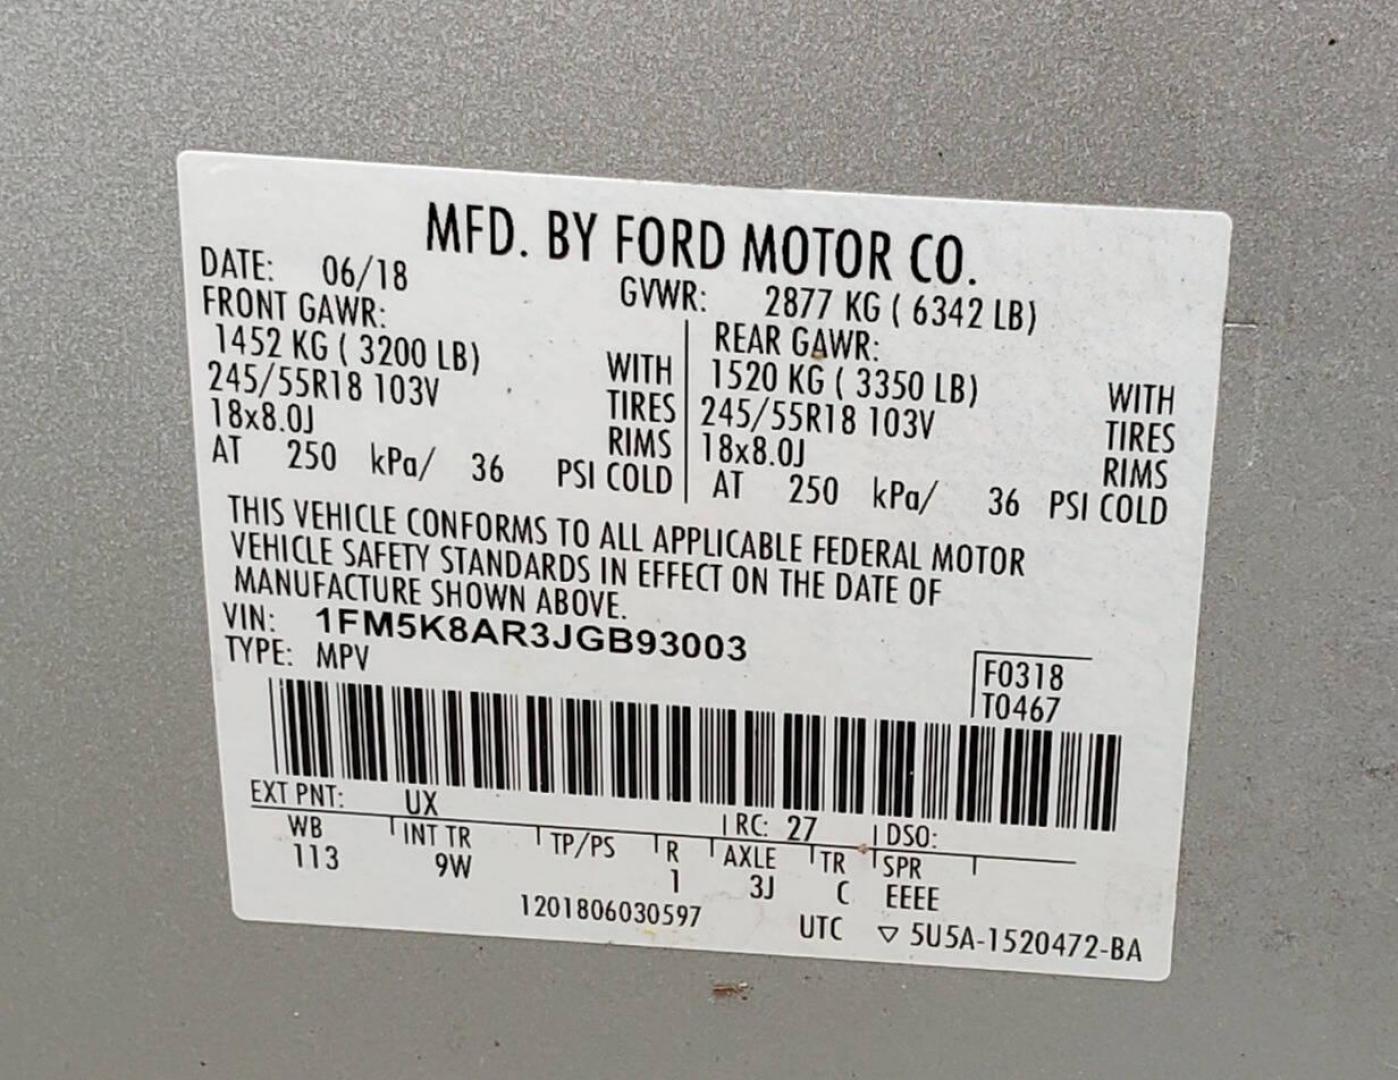 MFD. BY FORD MOTOR CO.
DATE: 06/18 GVWR: 2877 KG ( 6342 LB)
FRONT GAWR: REAR GAWR:
1452 KG ( 3200 LB) WITH 1520 KG ( 3350 LB) WITH
245/55R18 103V TIRES 245/55R18 103V TIRES
18x8.0J RIMS 18x8.0J RIMS
AT 250 kPa/ 36 PSI COLD AT 250 kPa/ 36 PSI COLD
THIS VEHICLE CONFORMS TO ALL APPLICABLE FEDERAL MOTOR
VEHICLE SAFETY STANDARDS IN EFFECT ON THE DATE OF
MANUFACTURE SHOWN ABOVE.
VIN: 1FM5K8AR3JGB93003
TYPE: MPV
F0318
T0467
EXT PNT: UX RC: 27 DSO:
WB INT TR TP/PS R AXLE TR SPR
113 9W 1 3J C EEEE
1201806030597 UTC ▽ 5U5A-1520472-BA